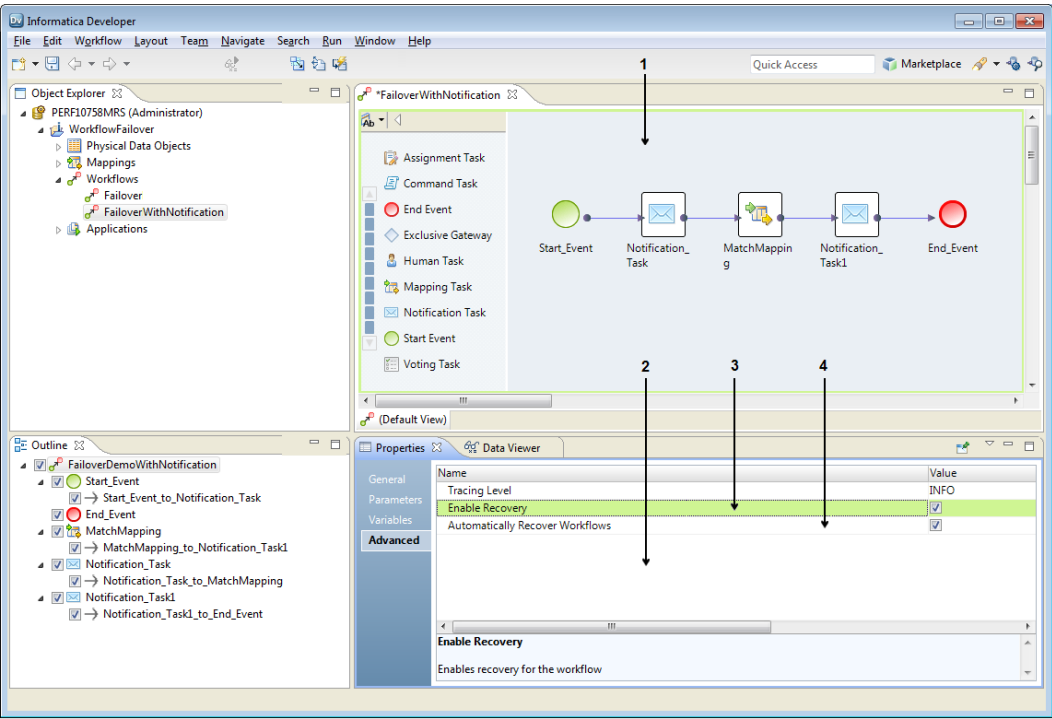 Informatica Developer
File Edit Workflow Layout Team Navigate Search Run Window Help
Quick Access
Marketplace
1
Object Explorer
PERF10758MRS (Administrator)
WorkflowFailover
Physical Data Objects
Mappings
Workflows
Failover
FailoverWithNotification
Applications
*FailoverWithNotification
Ab
Assignment Task
Command Task
End Event
Exclusive Gateway
Human Task
Mapping Task
Notification Task
Start Event
Voting Task
Start_Event
Notification_
Task
MatchMappin
g
Notification_
Task1
End_Event
2 3 4
(Default View)
Outline
FailoverDemoWithNotification
Start_Event
Start_Event_to_Notification_Task
End_Event
MatchMapping
MatchMapping_to_Notification_Task1
Notification_Task
Notification_Task_to_MatchMapping
Notification_Task1
Notification_Task1_to_End_Event
Properties Data Viewer
General
Parameters
Variables
Advanced
Name Value
Tracing Level INFO
Enable Recovery
Automatically Recover Workflows
Enable Recovery
Enables recovery for the workflow